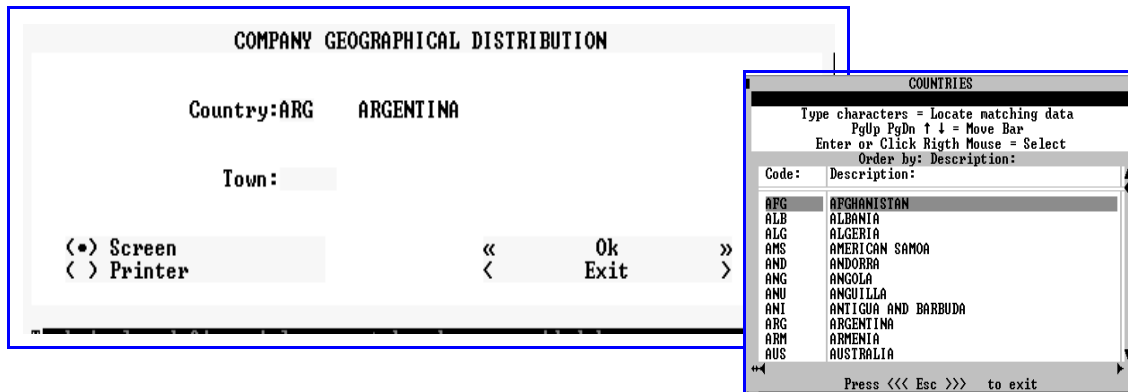 COMPANY GEOGRAPHICAL DISTRIBUTION
Country:ARG ARGENTINA
Town:
(•) Screen
( ) Printer
« Ok »
< Exit >
COUNTRIES
Type characters = Locate matching data
PgUp PgDn ↑ ↓ = Move Bar
Enter or Click Rigth Mouse = Select
Order by: Description:
Code: Description:
AFG AFGHANISTAN
ALB ALBANIA
ALG ALGERIA
AMS AMERICAN SAMOA
AND ANDORRA
ANG ANGOLA
ANU ANGUILLA
ANI ANTIGUA AND BARBUDA
ARG ARGENTINA
ARM ARMENIA
AUS AUSTRALIA
Press <<< Esc >>> to exit